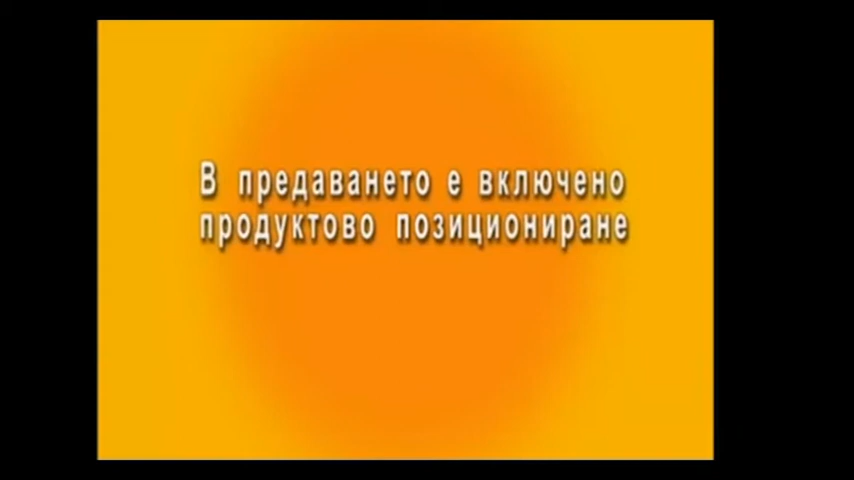 В предаването е включено
продуктово позициониране